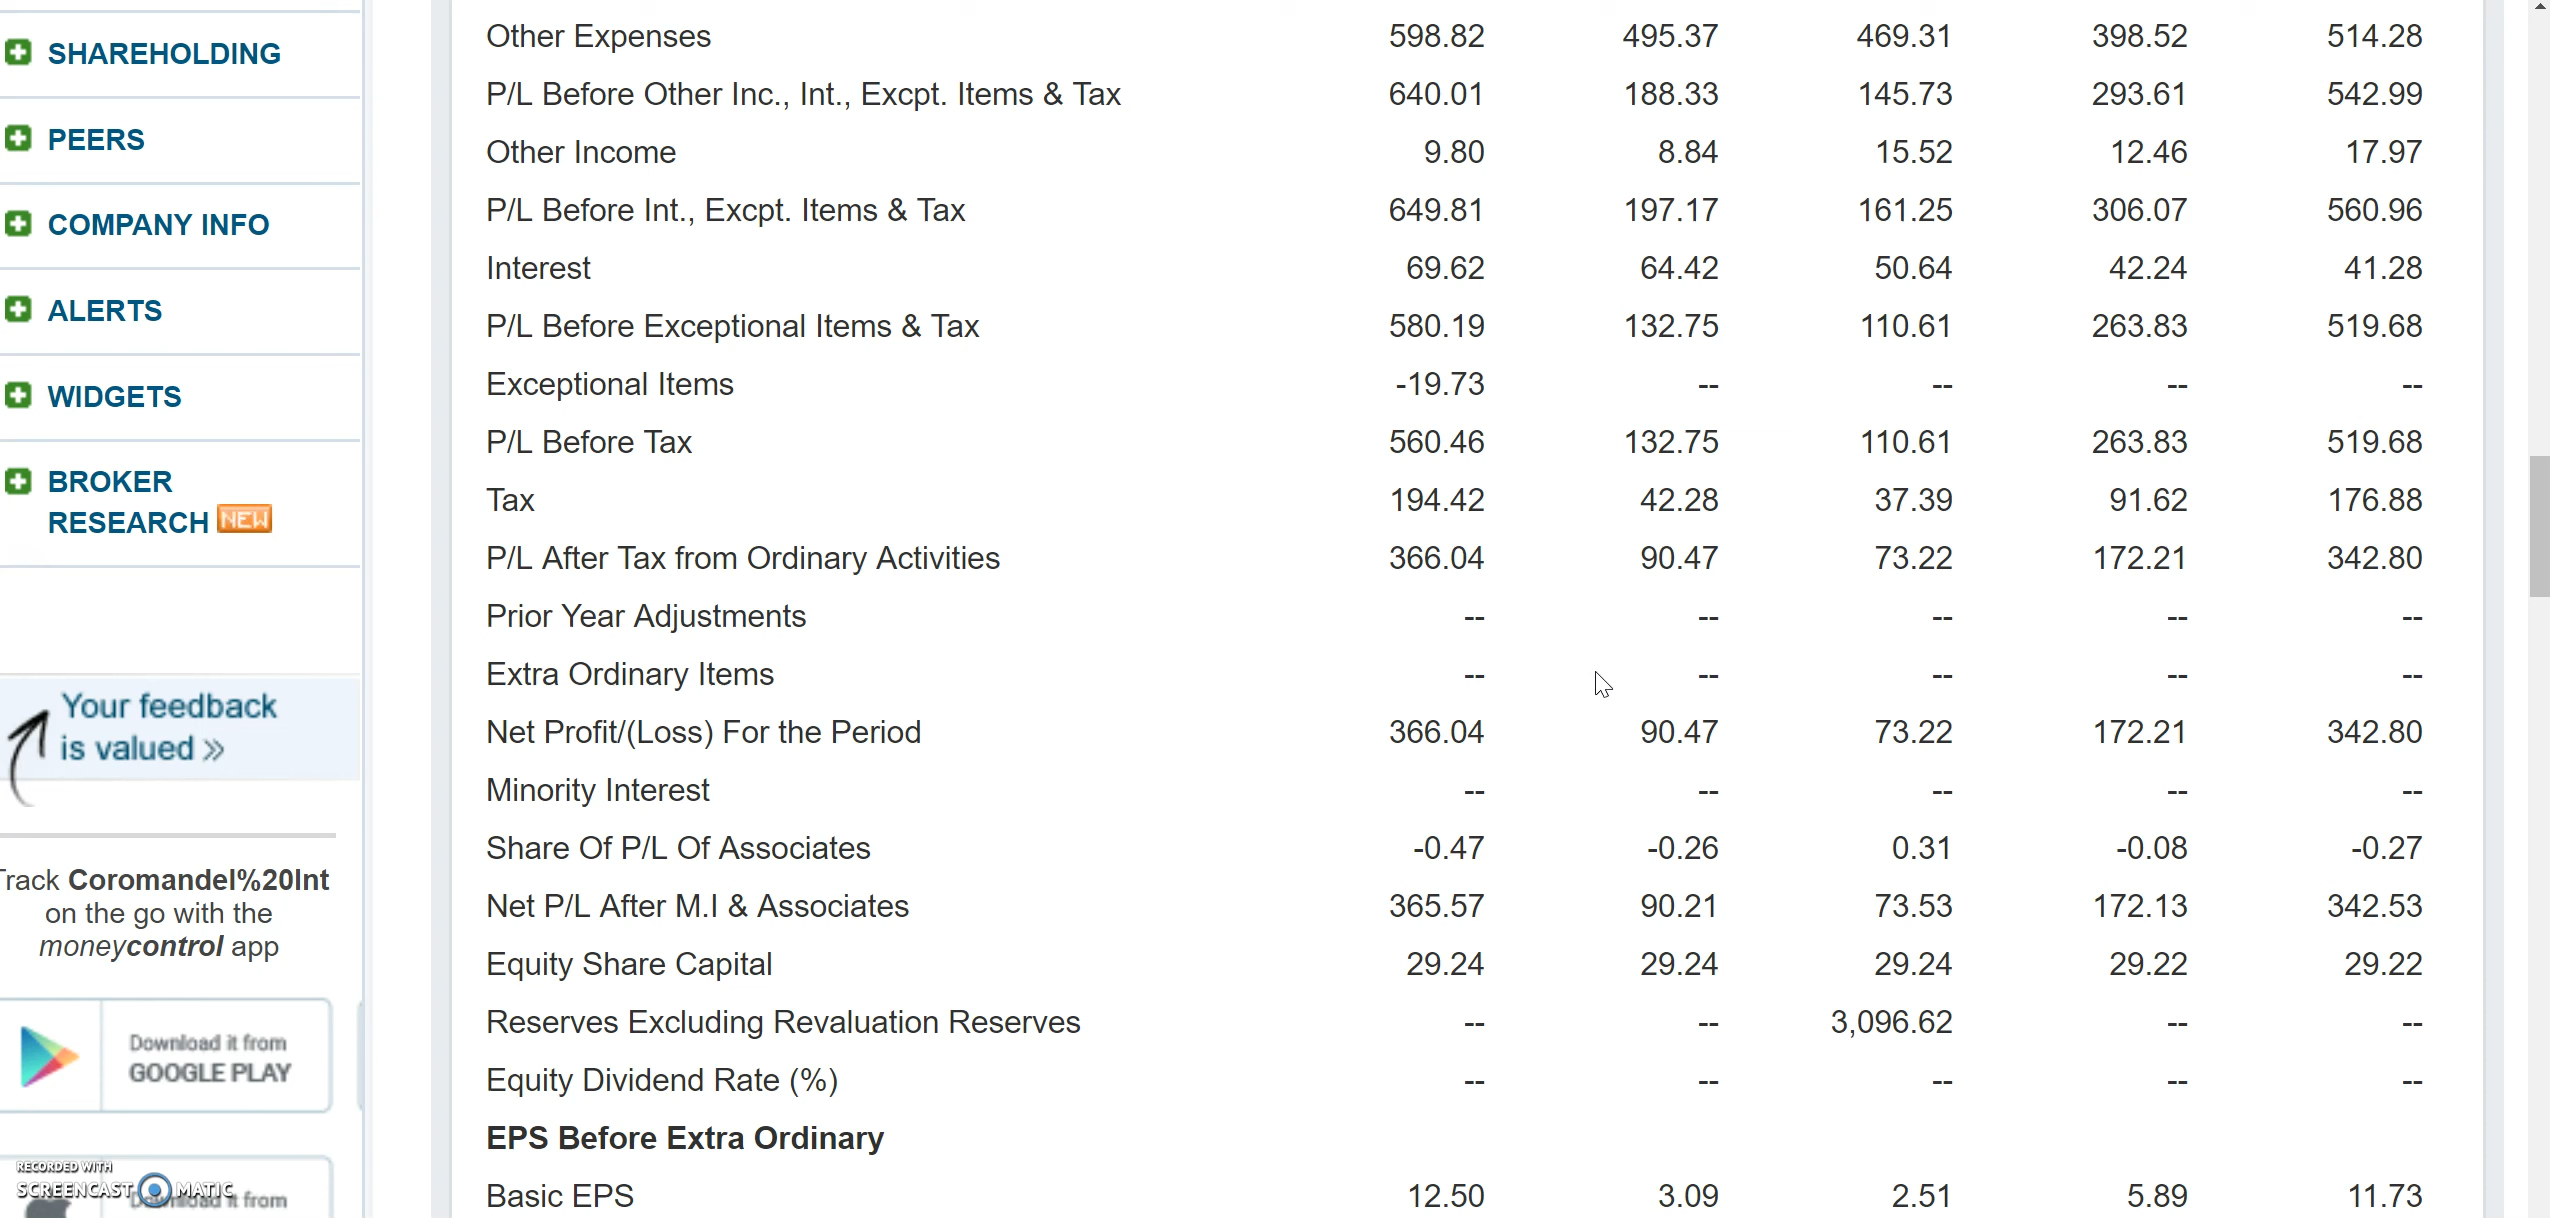 SHAREHOLDING
PEERS
COMPANY INFO
ALERTS
WIDGETS
BROKER
RESEARCH NEW
Your feedback
is valued »
Track Coromandel%20Int
on the go with the
moneycontrol app
Download it from
GOOGLE PLAY
RECORDED WITH
SCREENCAST MATIC
Download it from
Other Expenses 598.82 495.37 469.31 398.52 514.28
P/L Before Other Inc., Int., Excpt. Items & Tax 640.01 188.33 145.73 293.61 542.99
Other Income 9.80 8.84 15.52 12.46 17.97
P/L Before Int., Excpt. Items & Tax 649.81 197.17 161.25 306.07 560.96
Interest 69.62 64.42 50.64 42.24 41.28
P/L Before Exceptional Items & Tax 580.19 132.75 110.61 263.83 519.68
Exceptional Items -19.73 -- -- -- --
P/L Before Tax 560.46 132.75 110.61 263.83 519.68
Tax 194.42 42.28 37.39 91.62 176.88
P/L After Tax from Ordinary Activities 366.04 90.47 73.22 172.21 342.80
Prior Year Adjustments -- -- -- -- --
Extra Ordinary Items -- -- -- -- --
Net Profit/(Loss) For the Period 366.04 90.47 73.22 172.21 342.80
Minority Interest -- -- -- -- --
Share Of P/L Of Associates -0.47 -0.26 0.31 -0.08 -0.27
Net P/L After M.I & Associates 365.57 90.21 73.53 172.13 342.53
Equity Share Capital 29.24 29.24 29.24 29.22 29.22
Reserves Excluding Revaluation Reserves -- -- 3,096.62 -- --
Equity Dividend Rate (%) -- -- -- -- --
EPS Before Extra Ordinary
Basic EPS 12.50 3.09 2.51 5.89 11.73